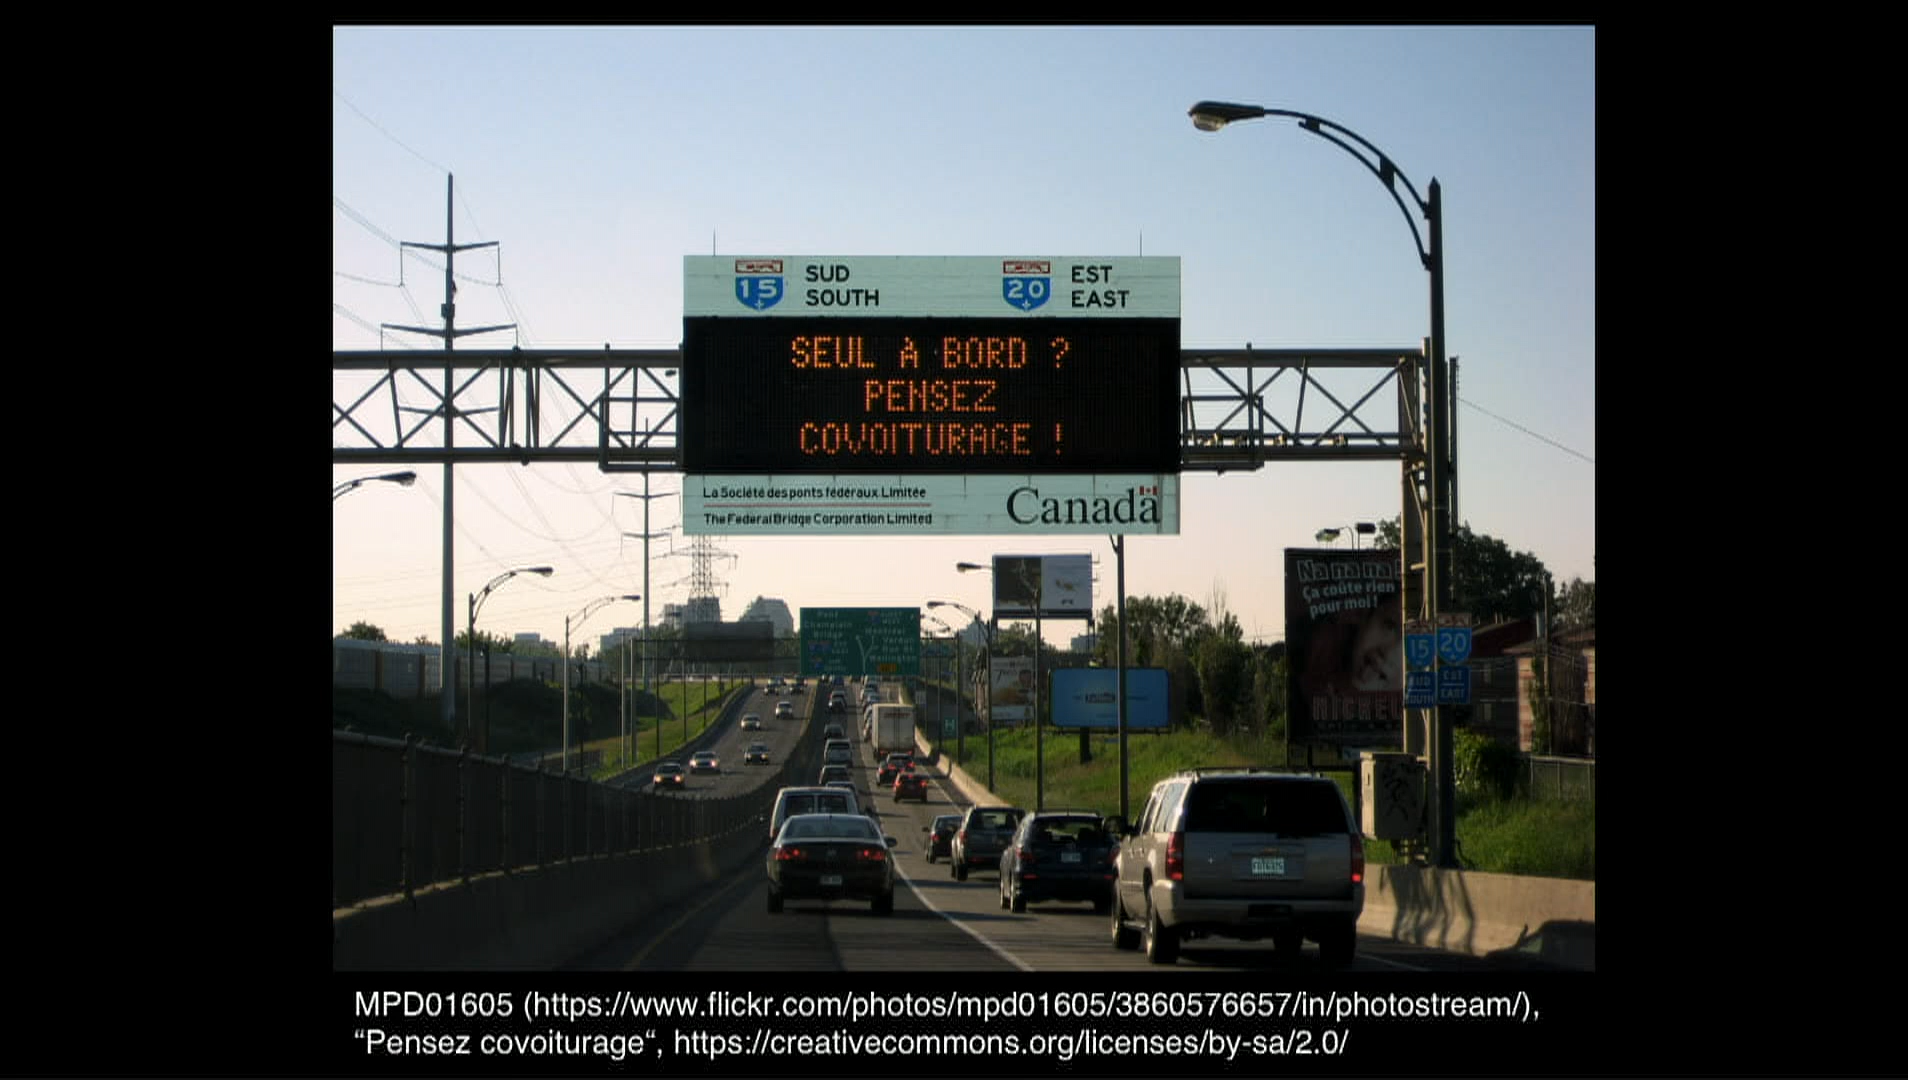 SUD
SOUTH
15
EST
EAST
20
SEUL A BORD ?
PENSEZ
COVOITURAGE !
La Société des ponts fédéraux Limitée
The Federal Bridge Corporation Limited
Canada
Na na na !
Ça coûte rien
pour moi !
15
20
SUD
SOUTH
EST
EAST
H
MPD01605 (https://www.flickr.com/photos/mpd01605/3860576657/in/photostream/),
“Pensez covoiturage“, https://creativecommons.org/licenses/by-sa/2.0/